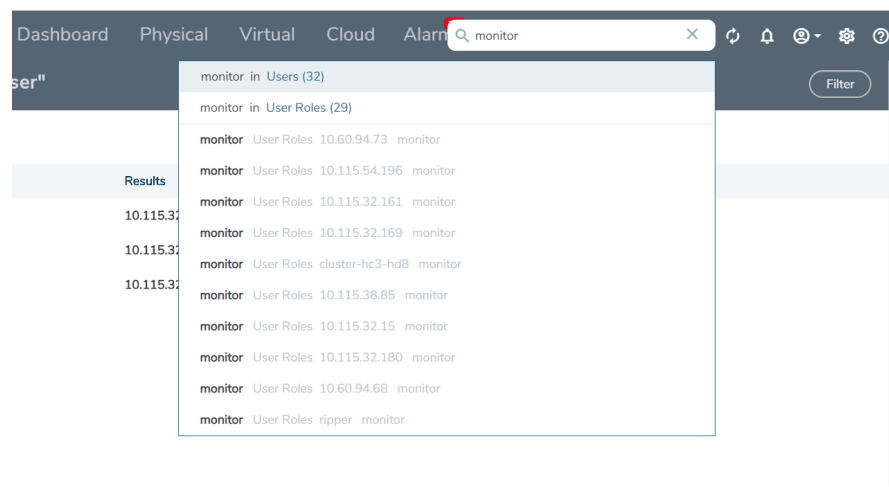 Dashboard Physical Virtual Cloud Alarm monitor
ser" Filter
monitor in Users (32)
monitor in User Roles (29)
monitor User Roles 10.60.94.73 monitor
monitor User Roles 10.115.54.196 monitor
Results
monitor User Roles 10.115.32.161 monitor
10.115.32
monitor User Roles 10.115.32.169 monitor
10.115.32
monitor User Roles cluster-hc3-hd8 monitor
10.115.32
monitor User Roles 10.115.38.85 monitor
monitor User Roles 10.115.32.15 monitor
monitor User Roles 10.115.32.180 monitor
monitor User Roles 10.60.94.68 monitor
monitor User Roles ripper monitor